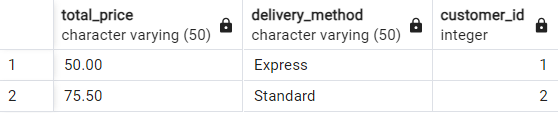 total_price delivery_method customer_id
character varying (50) character varying (50) integer
1 50.00 Express 1
2 75.50 Standard 2